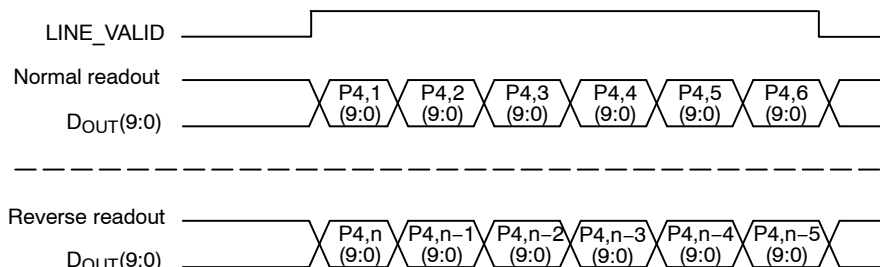 LINE_VALID
Normal readout
P4,1 P4,2 P4,3 P4,4 P4,5 P4,6
(9:0) (9:0) (9:0) (9:0) (9:0) (9:0)
DOUT(9:0)
Reverse readout
P4,n P4,n−1 P4,n−2 P4,n−3 P4,n−4 P4,n−5
(9:0) (9:0) (9:0) (9:0) (9:0) (9:0)
DOUT(9:0)